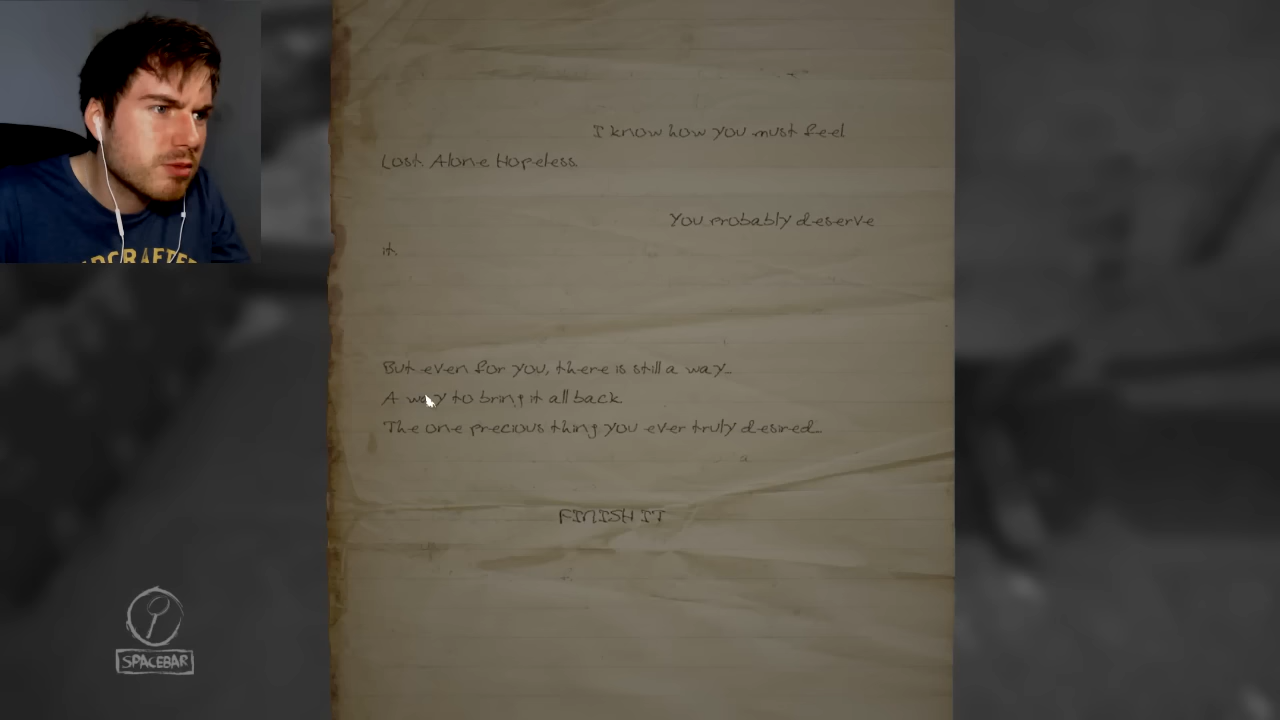 I know how you must feel
Lost. Alone. Hopeless.
You probably deserve
it.
But even for you, there is still a way...
A way to bring it all back.
The one precious thing you ever truly desired...
FINISH IT
SPACEBAR